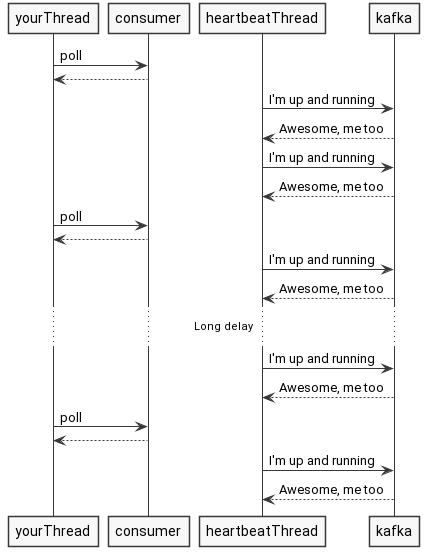 yourThread consumer heartbeatThread kafka
poll
I'm up and running
Awesome, me too
I'm up and running
Awesome, me too
poll
I'm up and running
Awesome, me too
Long delay
I'm up and running
Awesome, me too
poll
I'm up and running
Awesome, me too
yourThread consumer heartbeatThread kafka